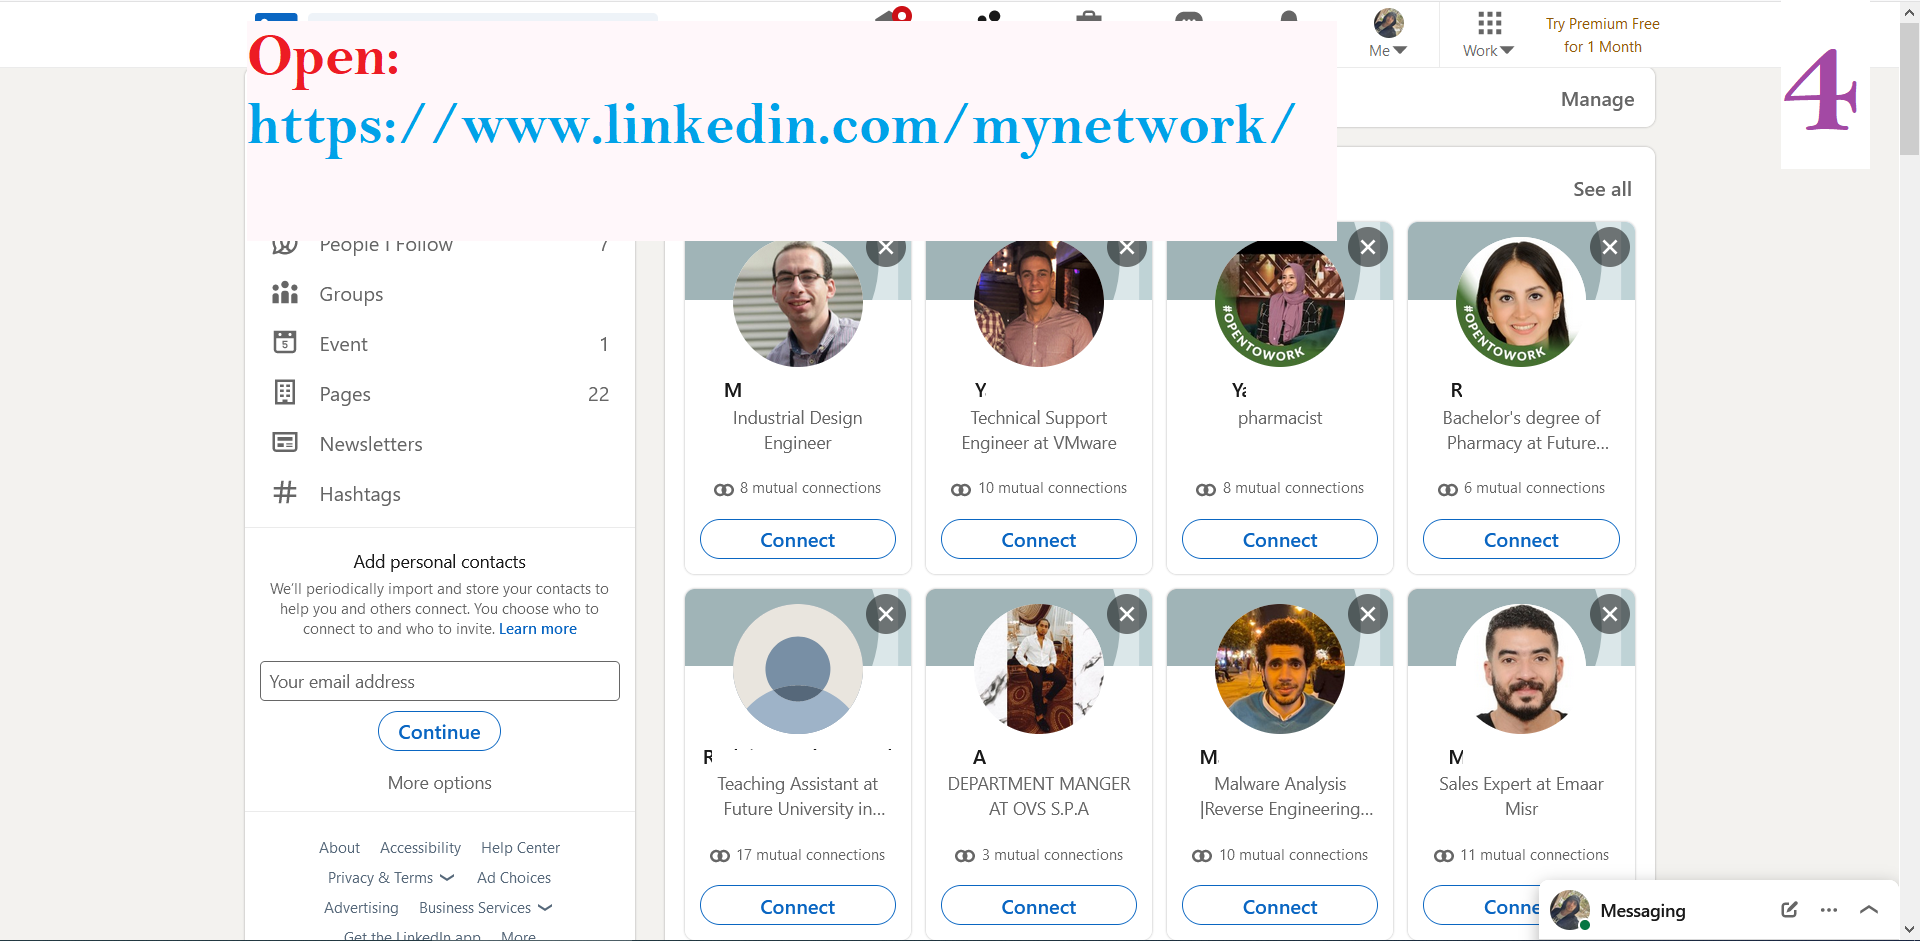 Open:
https://www.linkedin.com/mynetwork/
4
Me
Work
Try Premium Free
for 1 Month
Manage
See all
People I Follow 7
Groups
Event 1
Pages 22
Newsletters
Hashtags
Add personal contacts
We'll periodically import and store your contacts to
help you and others connect. You choose who to
connect to and who to invite. Learn more
Your email address
Continue
More options
About Accessibility Help Center
Privacy & Terms Ad Choices
Advertising Business Services
Get the LinkedIn app More
M
Industrial Design
Engineer
8 mutual connections
Connect
Y
Technical Support
Engineer at VMware
10 mutual connections
Connect
#OPENTOWORK
Ya
pharmacist
8 mutual connections
Connect
#OPENTOWORK
R
Bachelor's degree of
Pharmacy at Future...
6 mutual connections
Connect
R
Teaching Assistant at
Future University in...
17 mutual connections
Connect
A
DEPARTMENT MANGER
AT OVS S.P.A
3 mutual connections
Connect
M
Malware Analysis
|Reverse Engineering...
10 mutual connections
Connect
M
Sales Expert at Emaar
Misr
11 mutual connections
Conne
Messaging